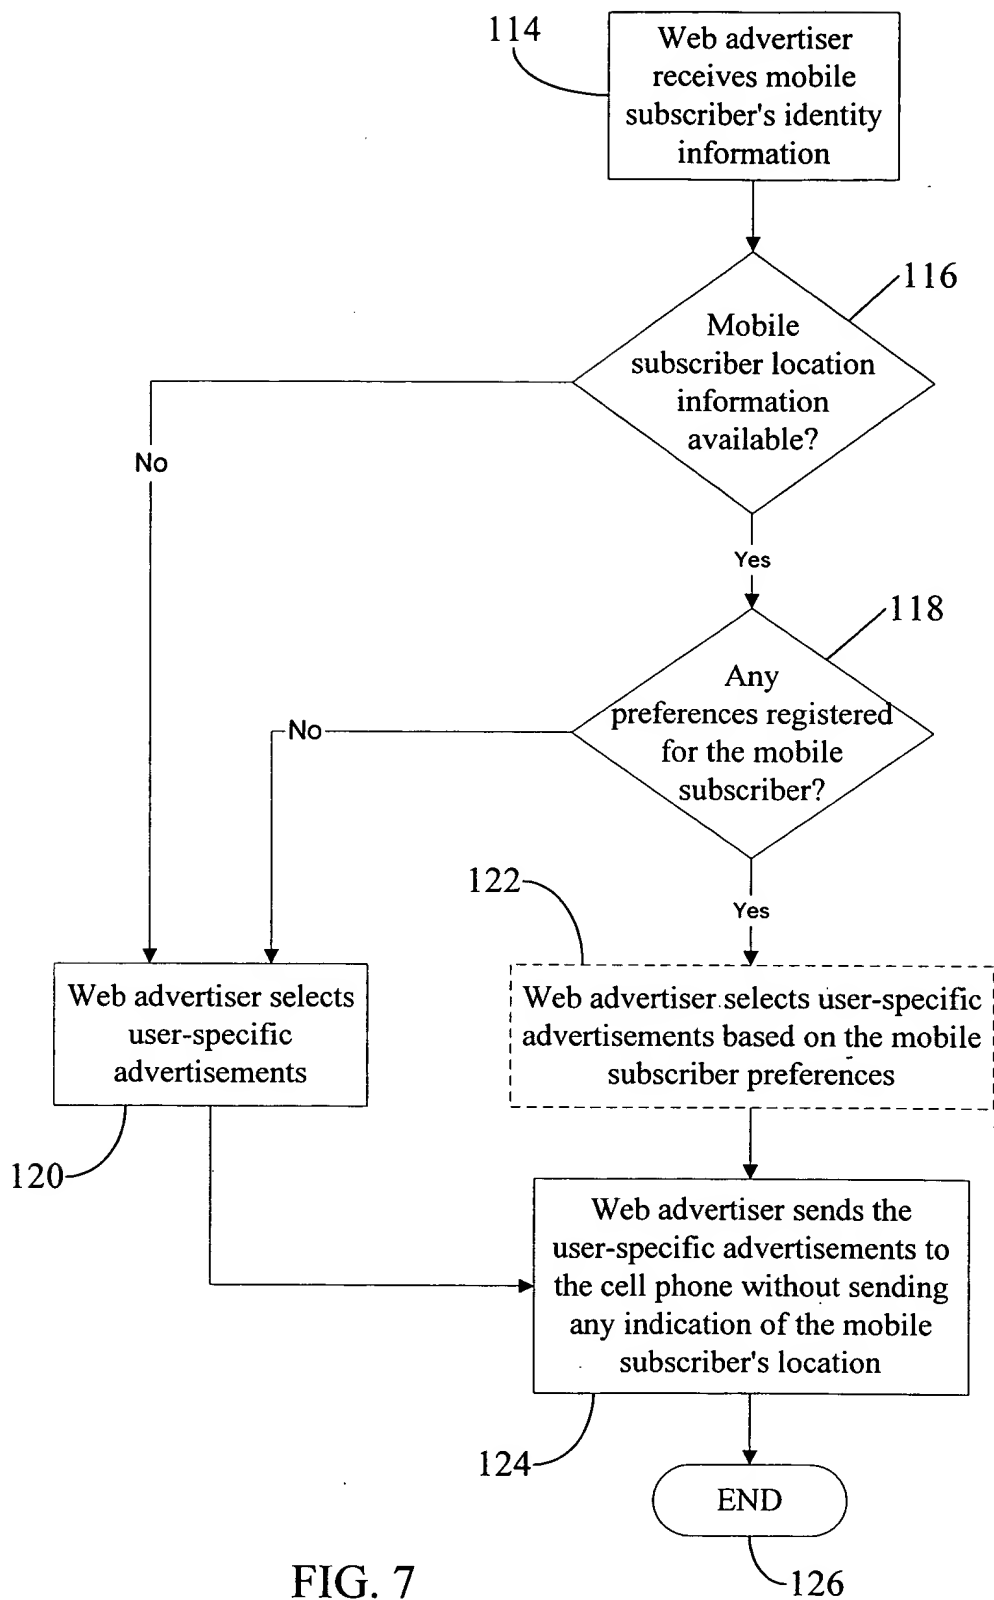 114
Web advertiser
receives mobile
subscriber's identity
information
116
Mobile
subscriber location
information
available?
No
Yes
118
Any
preferences registered
for the mobile
subscriber?
No
Yes
122
Web advertiser selects
user-specific
advertisements
Web advertiser selects user-specific
advertisements based on the mobile
subscriber preferences
120
Web advertiser sends the
user-specific advertisements to
the cell phone without sending
any indication of the mobile
subscriber's location
124
END
126
FIG. 7